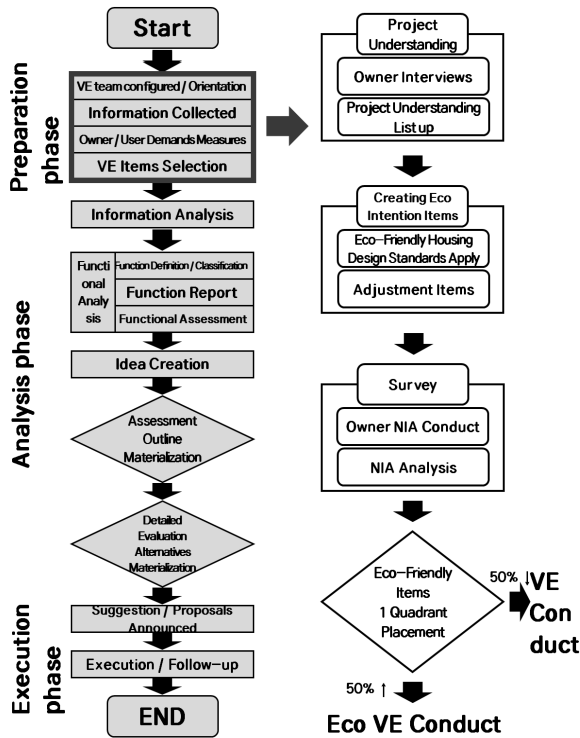 Start
Preparation
phase
VE team configured / Orientation
Information Collected
Owner / User Demands Measures
VE Items Selection
Information Analysis
Analysis phase
Functi
onal
Analy
sis
Function Definition / Classification
Function Report
Functional Assessment
Idea Creation
Assessment
Outline
Materialization
Detailed
Evaluation
Alternatives
Materialization
Execution
phase
Suggestion / Proposals
Announced
Execution / Follow-up
END
Project
Understanding
Owner Interviews
Project Understanding
List up
Creating Eco
Intention Items
Eco-Friendly Housing
Design Standards Apply
Adjustment Items
Survey
Owner NIA Conduct
NIA Analysis
Eco-Friendly
Items
1 Quadrant
Placement
50% ↓
VE
Con
duct
50% ↑
Eco VE Conduct